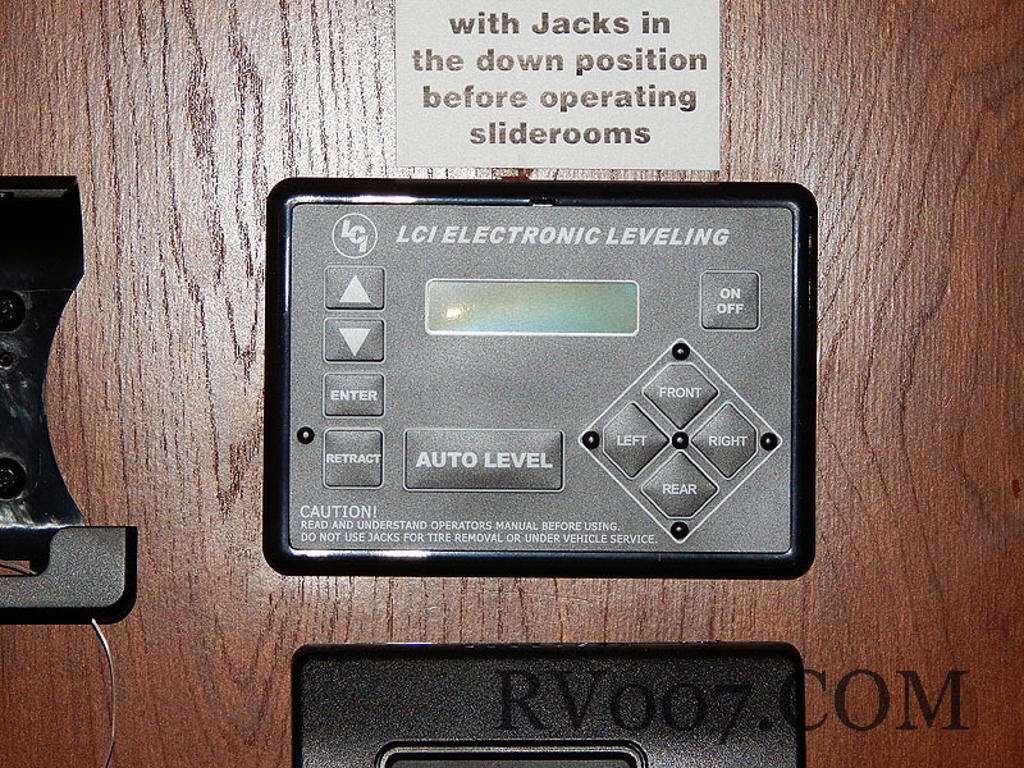 with Jacks in
the down position
before operating
sliderooms
LCI
LCI ELECTRONIC LEVELING
ON
OFF
ENTER
RETRACT
AUTO LEVEL
FRONT
LEFT
RIGHT
REAR
CAUTION!
READ AND UNDERSTAND OPERATORS MANUAL BEFORE USING.
DO NOT USE JACKS FOR TIRE REMOVAL OR UNDER VEHICLE SERVICE.
RV007.COM